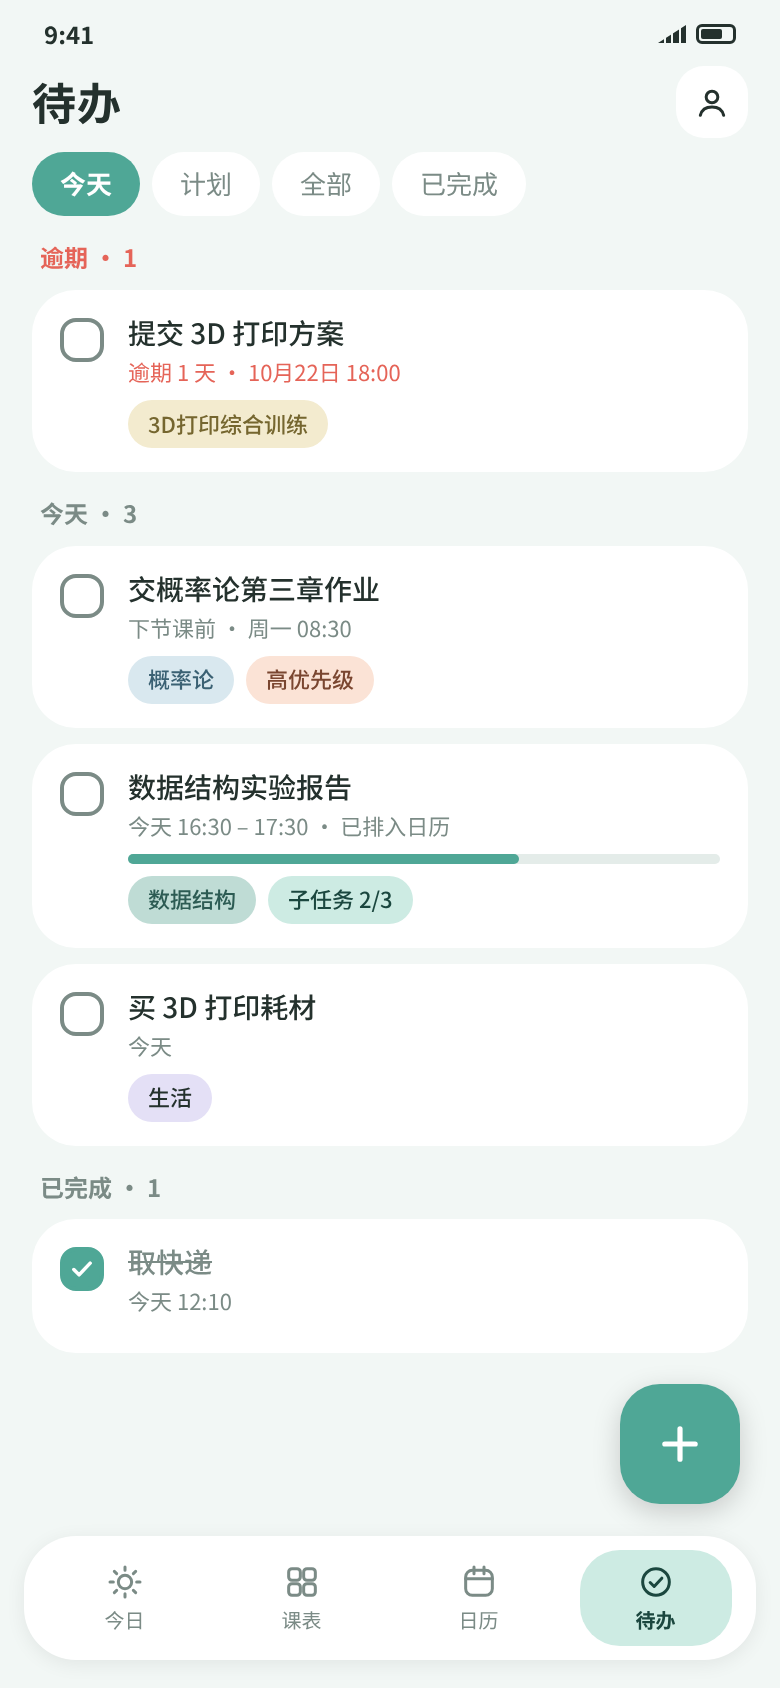 9:41
待办
今天 计划 全部 已完成
逾期 · 1
提交 3D 打印方案
逾期 1 天 · 10月22日 18:00
3D打印综合训练
今天 · 3
交概率论第三章作业
下节课前 · 周一 08:30
概率论 高优先级
数据结构实验报告
今天 16:30 – 17:30 · 已排入日历
数据结构 子任务 2/3
买 3D 打印耗材
今天
生活
已完成 · 1
取快递
今天 12:10
今日 课表 日历 待办